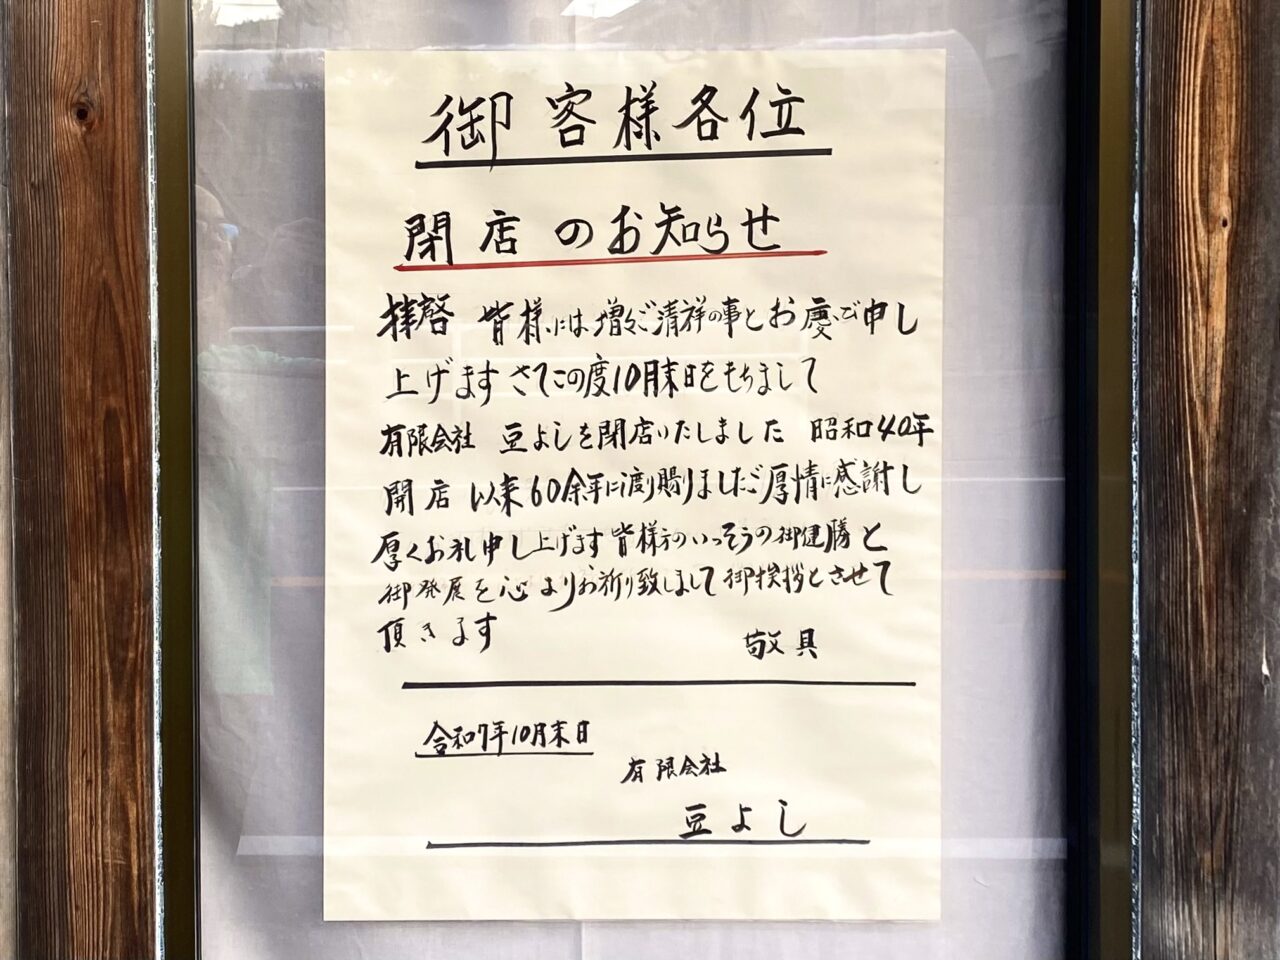 御客様各位
閉店のお知らせ
拝啓 皆様には増々ご清祥の事とお慶び申し
上げます さてこの度10月末日をもちまして
有限会社 豆よしを閉店いたしました 昭和40年
開店 以来60余年に渡り賜りましたご厚情に感謝し
厚くお礼申し上げます 皆様方のいっそうの御健勝と
御発展を心よりお祈り致しまして御挨拶とさせて
頂きます 敬具
令和7年10月末日
有限会社
豆よし